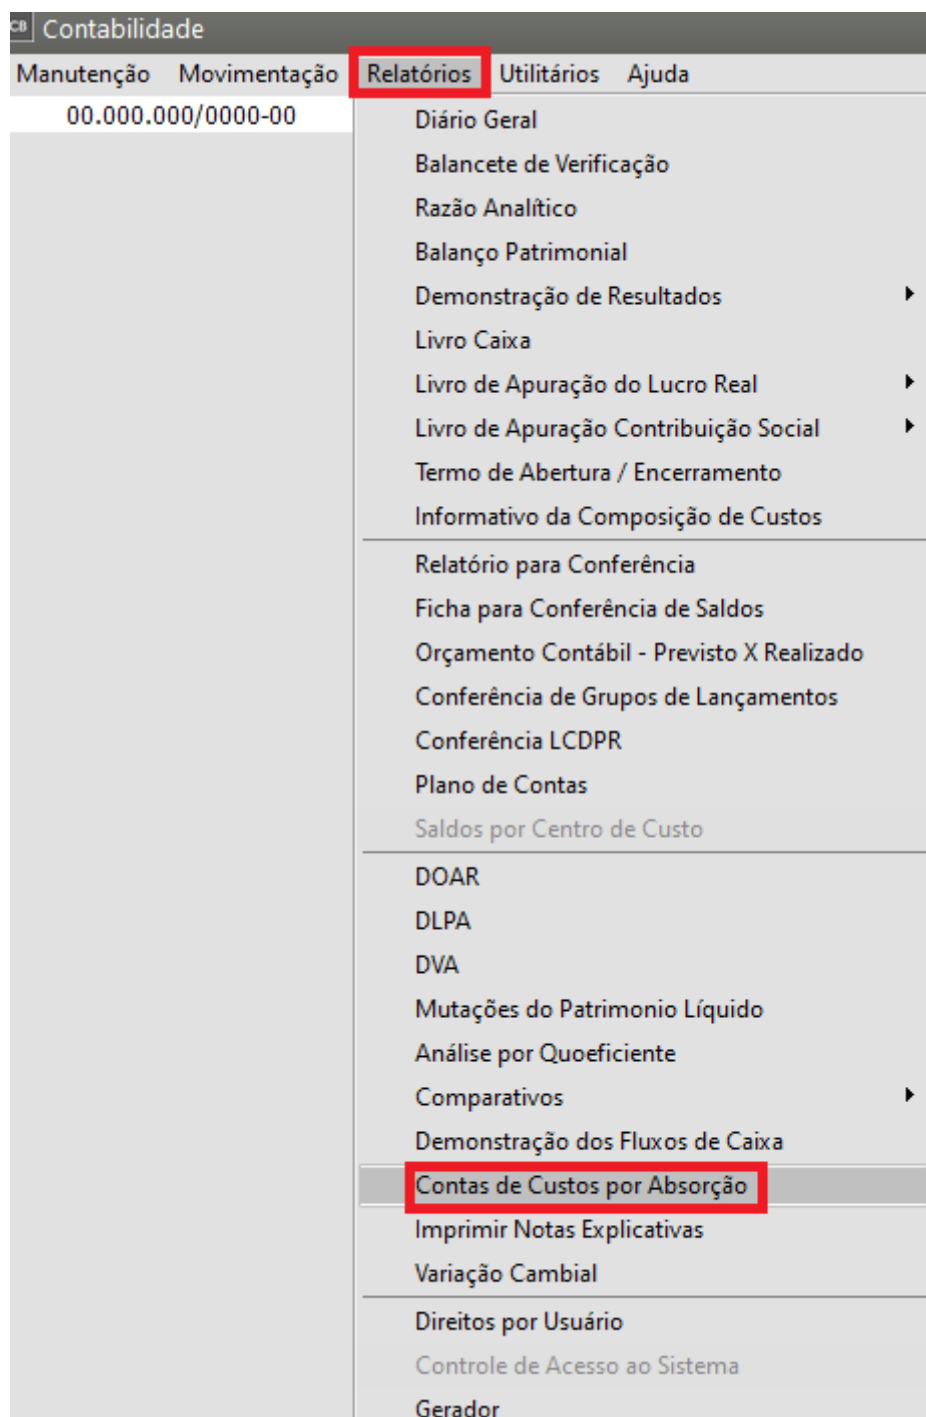 CB Contabilidade
Manutenção Movimentação Relatórios Utilitários Ajuda
00.000.000/0000-00
Diário Geral
Balancete de Verificação
Razão Analítico
Balanço Patrimonial
Demonstração de Resultados
Livro Caixa
Livro de Apuração do Lucro Real
Livro de Apuração Contribuição Social
Termo de Abertura / Encerramento
Informativo da Composição de Custos
Relatório para Conferência
Ficha para Conferência de Saldos
Orçamento Contábil - Previsto X Realizado
Conferência de Grupos de Lançamentos
Conferência LCDPR
Plano de Contas
Saldos por Centro de Custo
DOAR
DLPA
DVA
Mutações do Patrimonio Líquido
Análise por Quoeficiente
Comparativos
Demonstração dos Fluxos de Caixa
Contas de Custos por Absorção
Imprimir Notas Explicativas
Variação Cambial
Direitos por Usuário
Controle de Acesso ao Sistema
Gerador